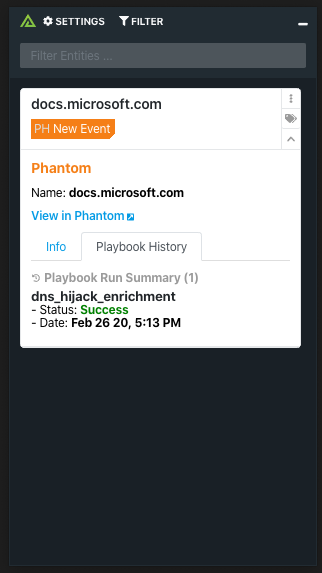 SETTINGS FILTER
Filter Entities ...
docs.microsoft.com
PH New Event
Phantom
Name: docs.microsoft.com
View in Phantom
Info Playbook History
Playbook Run Summary (1)
dns_hijack_enrichment
- Status: Success
- Date: Feb 26 20, 5:13 PM